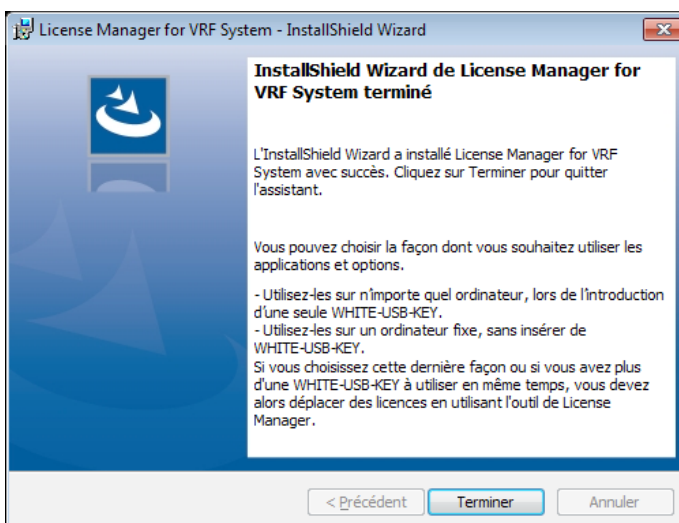 License Manager for VRF System - InstallShield Wizard
InstallShield Wizard de License Manager for
VRF System terminé
L'InstallShield Wizard a installé License Manager for VRF
System avec succès. Cliquez sur Terminer pour quitter
l'assistant.
Vous pouvez choisir la façon dont vous souhaitez utiliser les
applications et options.
- Utilisez-les sur n'importe quel ordinateur, lors de l'introduction
d'une seule WHITE-USB-KEY.
- Utilisez-les sur un ordinateur fixe, sans insérer de
WHITE-USB-KEY.
Si vous choisissez cette dernière façon ou si vous avez plus
d'une WHITE-USB-KEY à utiliser en même temps, vous devez
alors déplacer des licences en utilisant l'outil de License
Manager.
< Précédent
Terminer
Annuler